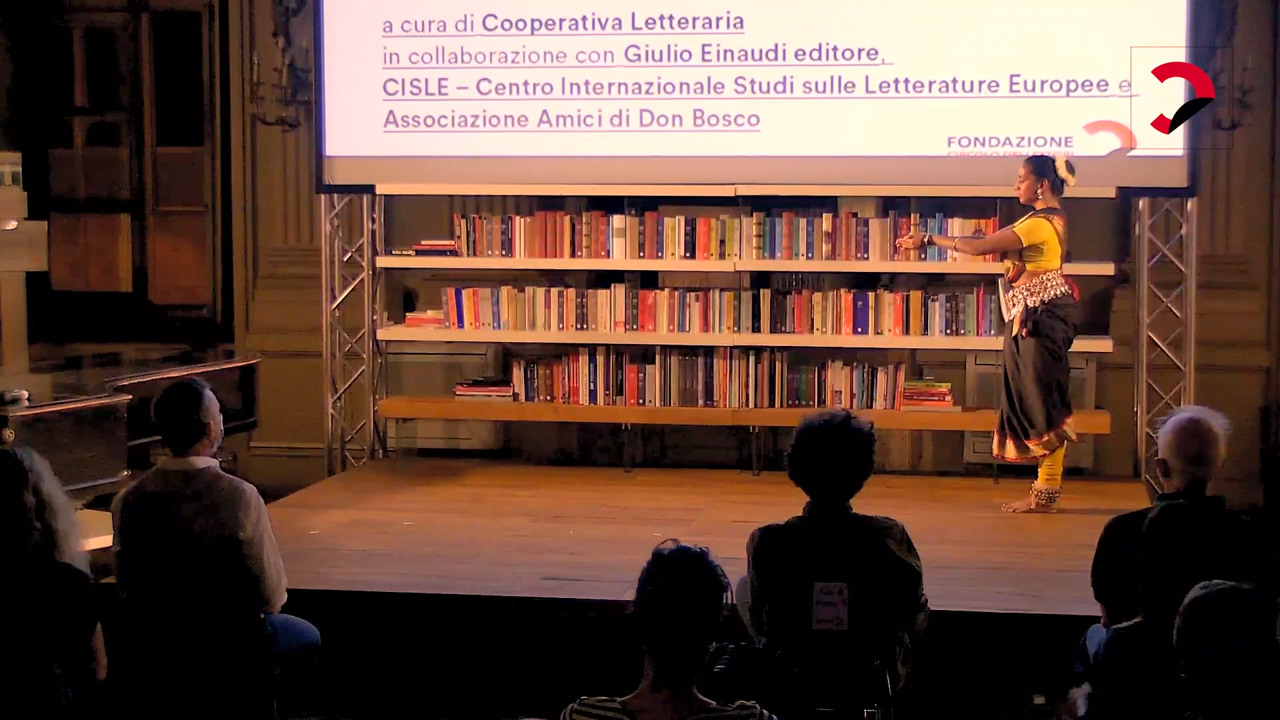 a cura di Cooperativa Letteraria
in collaborazione con Giulio Einaudi editore,
CISLE – Centro Internazionale Studi sulle Letterature Europee e
Associazione Amici di Don Bosco
FONDAZIONE